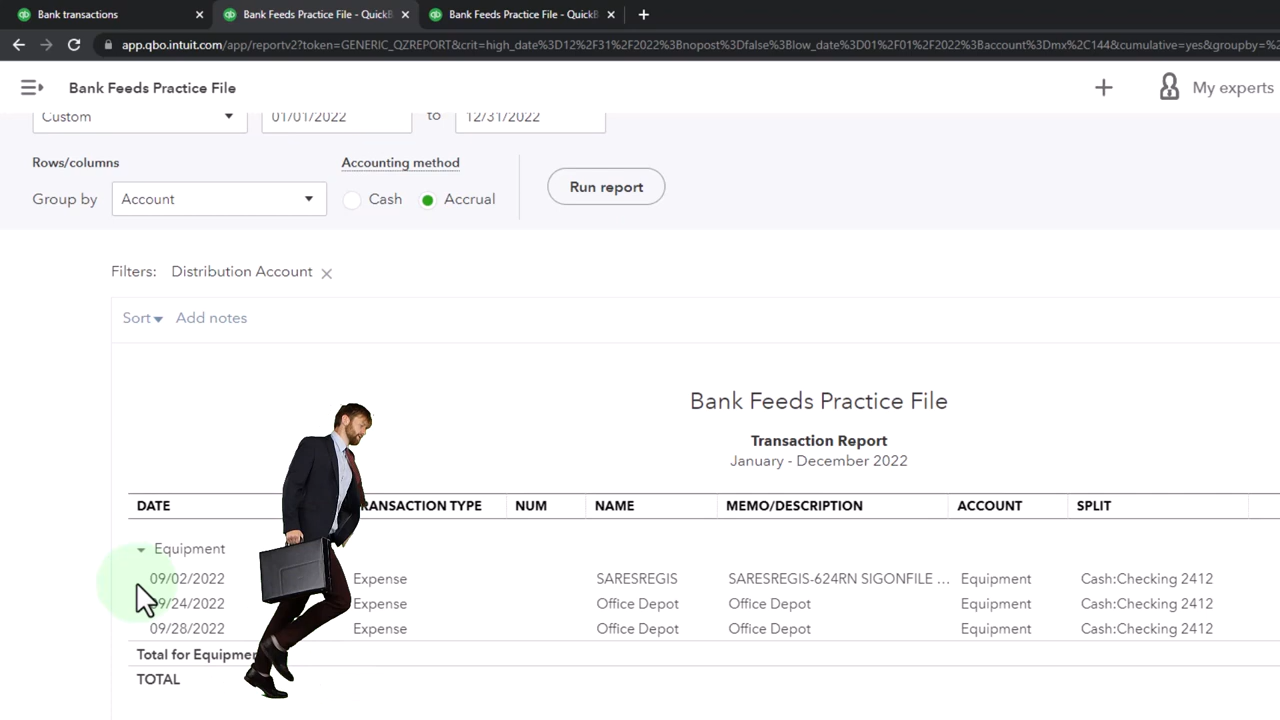 Bank transactions
Bank Feeds Practice File - QuickB
Bank Feeds Practice File - QuickB
app.qbo.intuit.com/app/reportv2?token=GENERIC_QZREPORT&crit=high_date%3D12%2F31%2F2022%3Bnopost%3Dfalse%3Blow_date%3D01%2F01%2F2022%3Baccount%3Dmx%2C144&cumulative=yes&groupby=%2
Bank Feeds Practice File
My experts
Custom 01/01/2022 to 12/31/2022
Rows/columns Accounting method
Group by Account Cash Accrual Run report
Filters: Distribution Account
Sort Add notes
Bank Feeds Practice File
Transaction Report
January - December 2022
DATE RANSACTION TYPE NUM NAME MEMO/DESCRIPTION ACCOUNT SPLIT
Equipment
09/02/2022 Expense SARESREGIS SARESREGIS-624RN SIGONFILE ... Equipment Cash:Checking 2412
9/24/2022 Expense Office Depot Office Depot Equipment Cash:Checking 2412
09/28/2022 Expense Office Depot Office Depot Equipment Cash:Checking 2412
Total for Equipmen
TOTAL